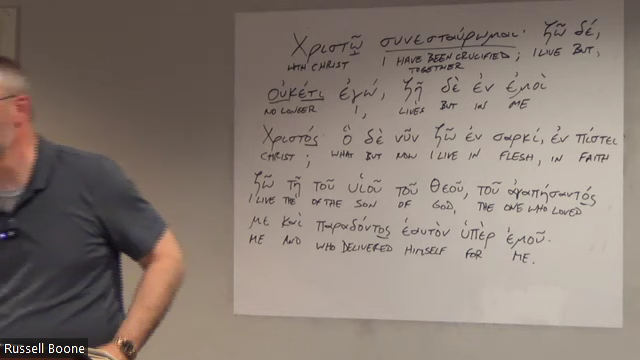 Χριστῷ συνεσταύρωμαι· ζῶ δέ,
WITH CHRIST I HAVE BEEN CRUCIFIED; I LIVE BUT,
TOGETHER
Οὐκέτι ἐγώ, ζῇ δὲ ἐν ἐμοὶ
NO LONGER I, LIVES BUT IN ME
Χριστός ὃ δὲ νῦν ζῶ ἐν σαρκί, ἐν πίστει
CHRIST; WHAT BUT NOW I LIVE IN FLESH, IN FAITH
ζῶ τῇ τοῦ υἱοῦ τοῦ θεοῦ, τοῦ ἀγαπήσαντός
I LIVE THE OF THE SON OF GOD, THE ONE WHO LOVED
με καὶ παραδόντος ἑαυτὸν ὑπὲρ ἐμοῦ.
ME AND WHO DELIVERED HIMSELF FOR ME.
Russell Boone